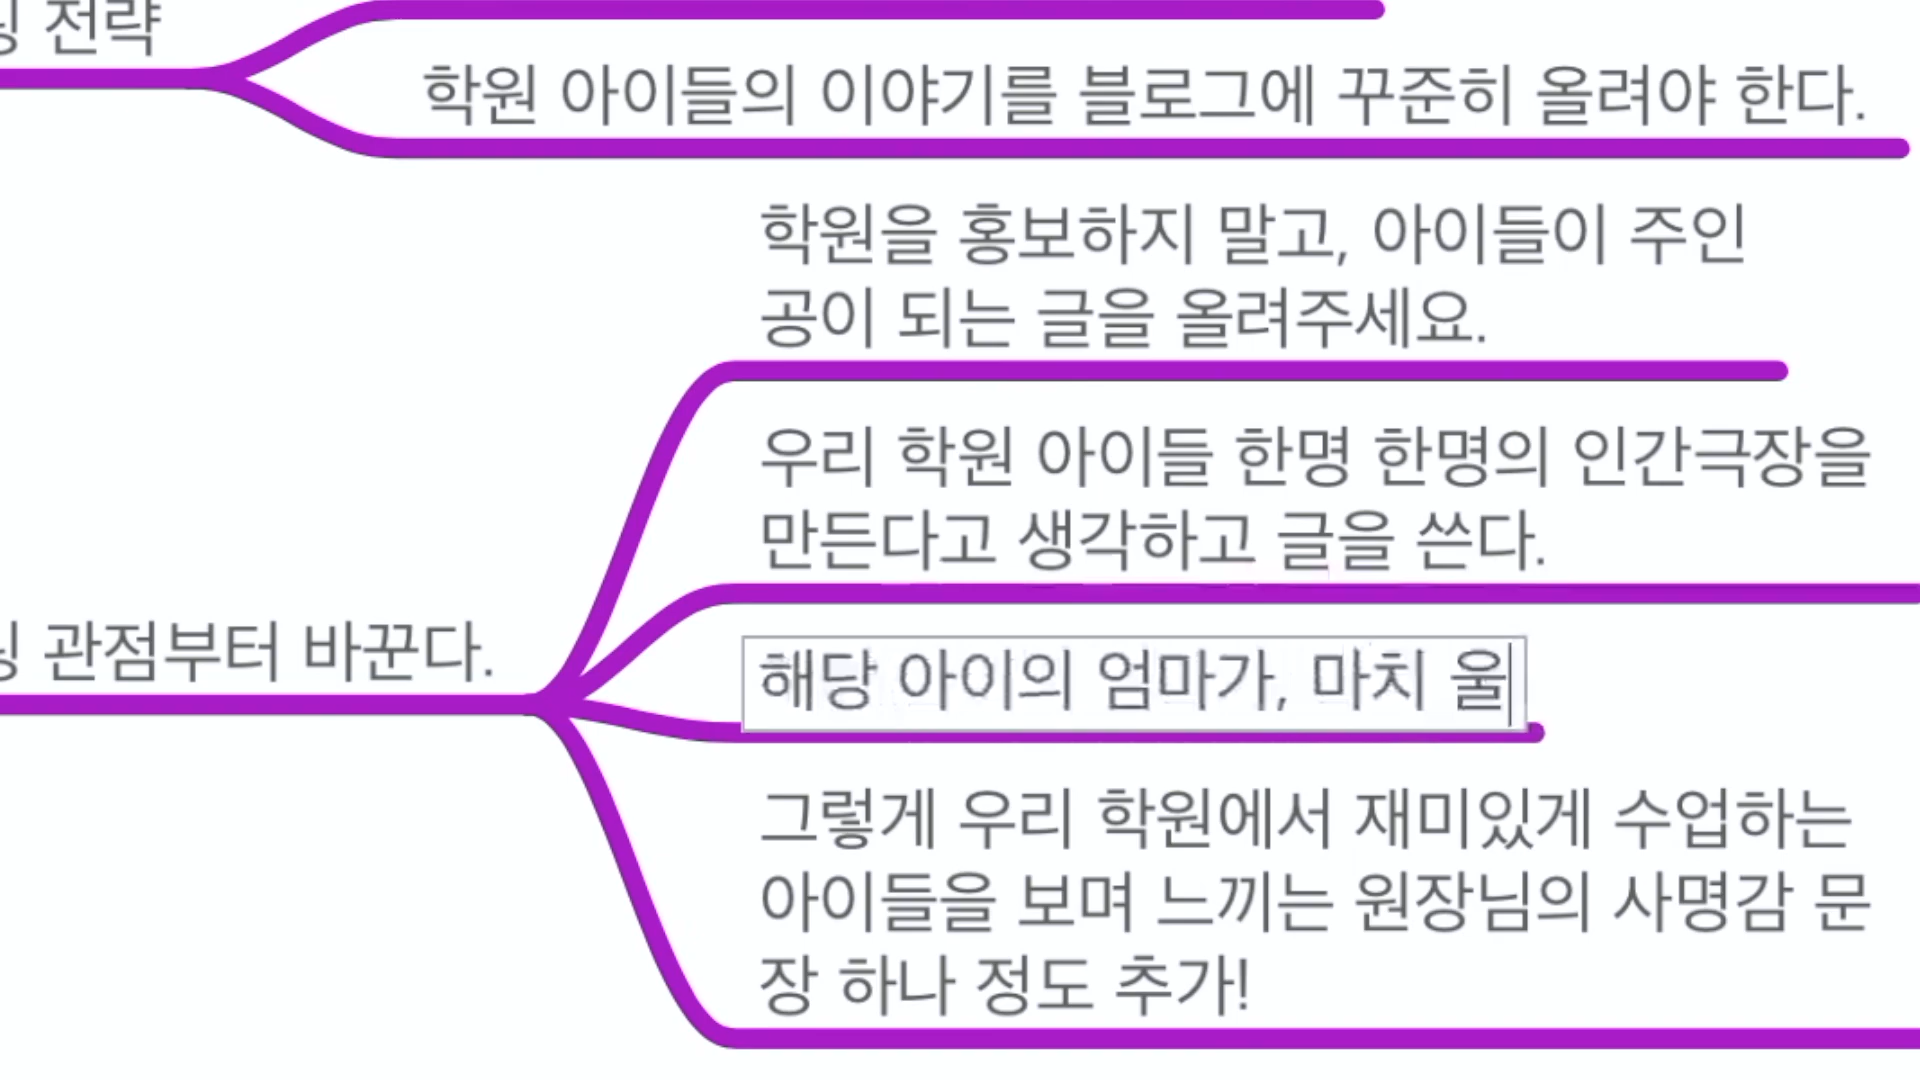 전략
학원 아이들의 이야기를 블로그에 꾸준히 올려야 한다.
학원을 홍보하지 말고, 아이들이 주인
공이 되는 글을 올려주세요.
우리 학원 아이들 한명 한명의 인간극장을
만든다고 생각하고 글을 쓴다.
관점부터 바꾼다.
해당 아이의 엄마가, 마치 울
그렇게 우리 학원에서 재미있게 수업하는
아이들을 보며 느끼는 원장님의 사명감 문
장 하나 정도 추가!